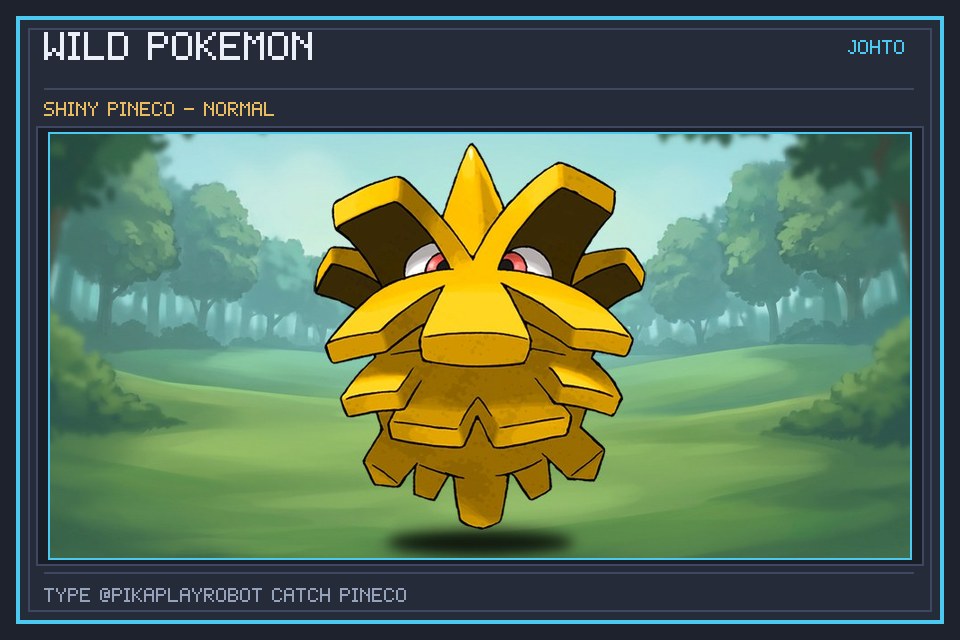 WILD POKEMON
JOHTO
SHINY PINECO - NORMAL
TYPE @PIKAPLAYROBOT CATCH PINECO